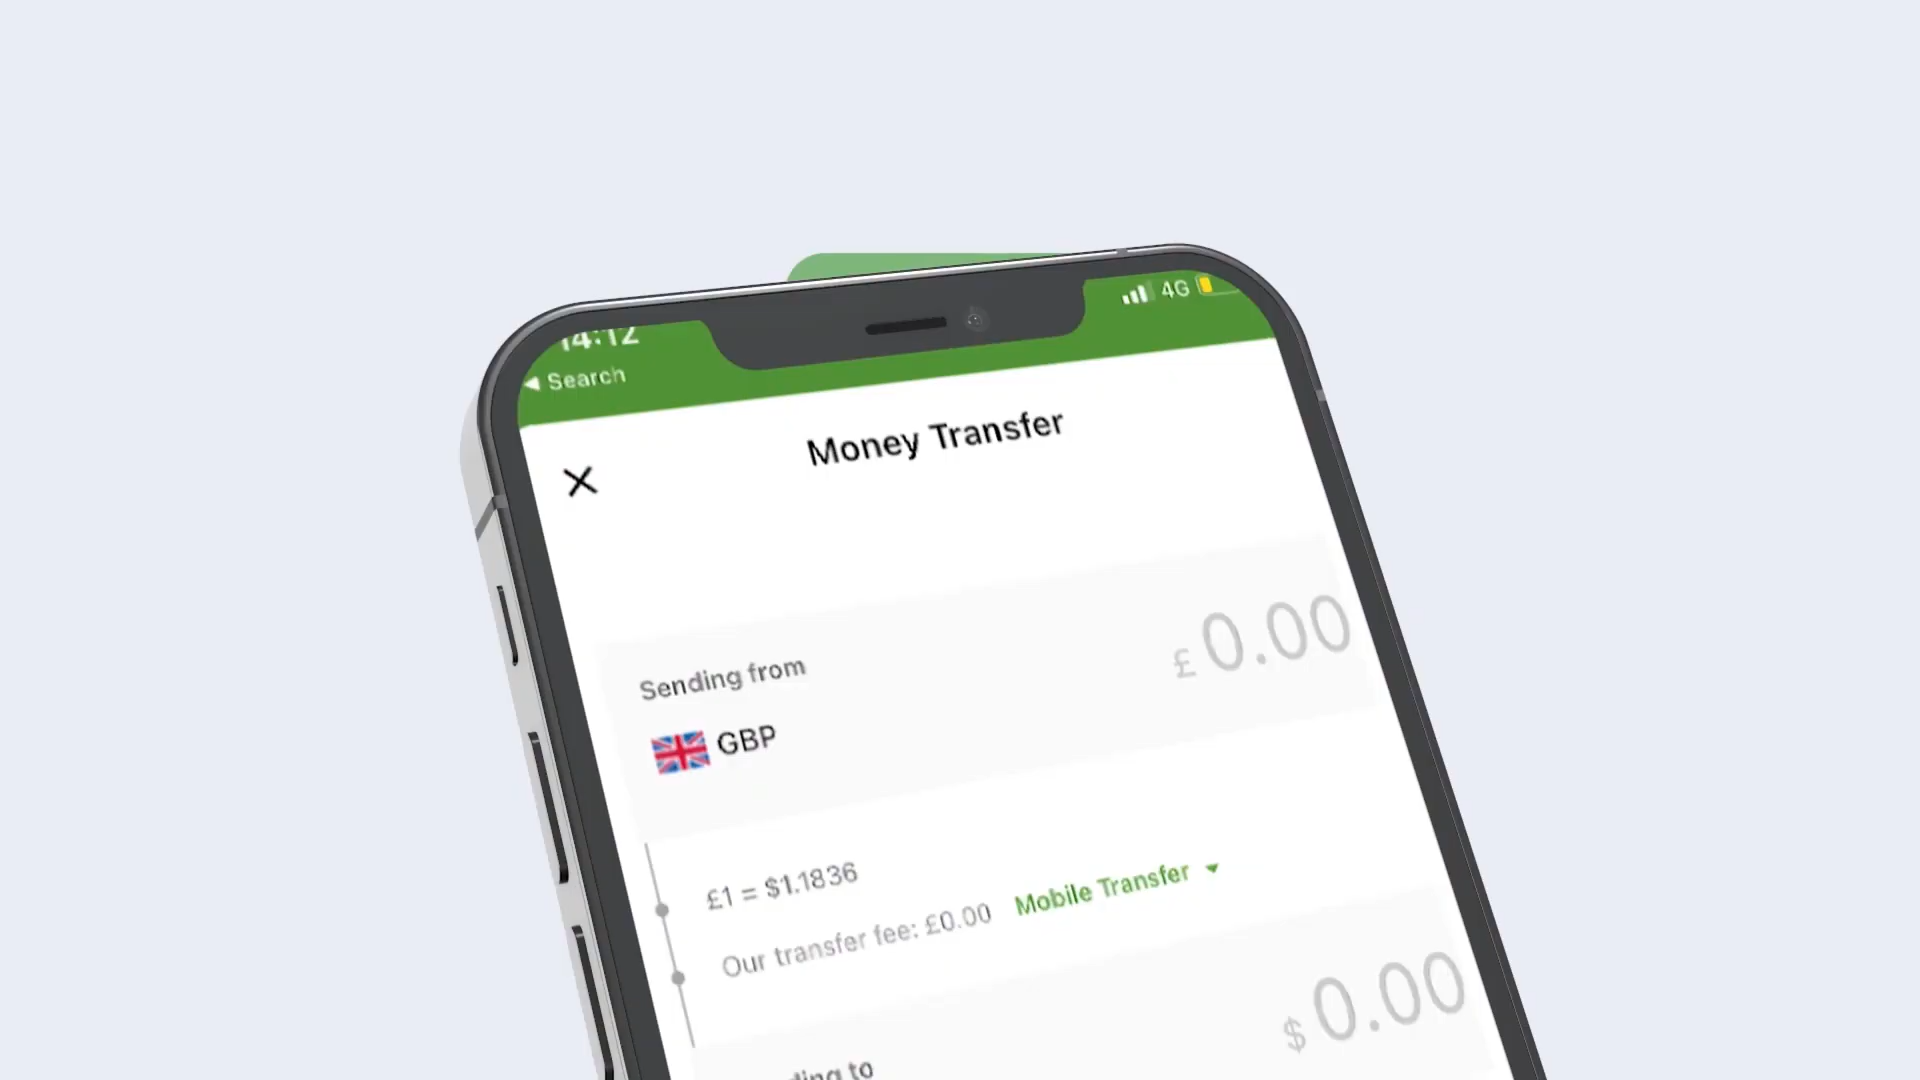 14:12
4G
Search
Money Transfer
Sending from
£0.00
GBP
£1 = $1.1836
Our transfer fee: £0.00 Mobile Transfer
$0.00
to